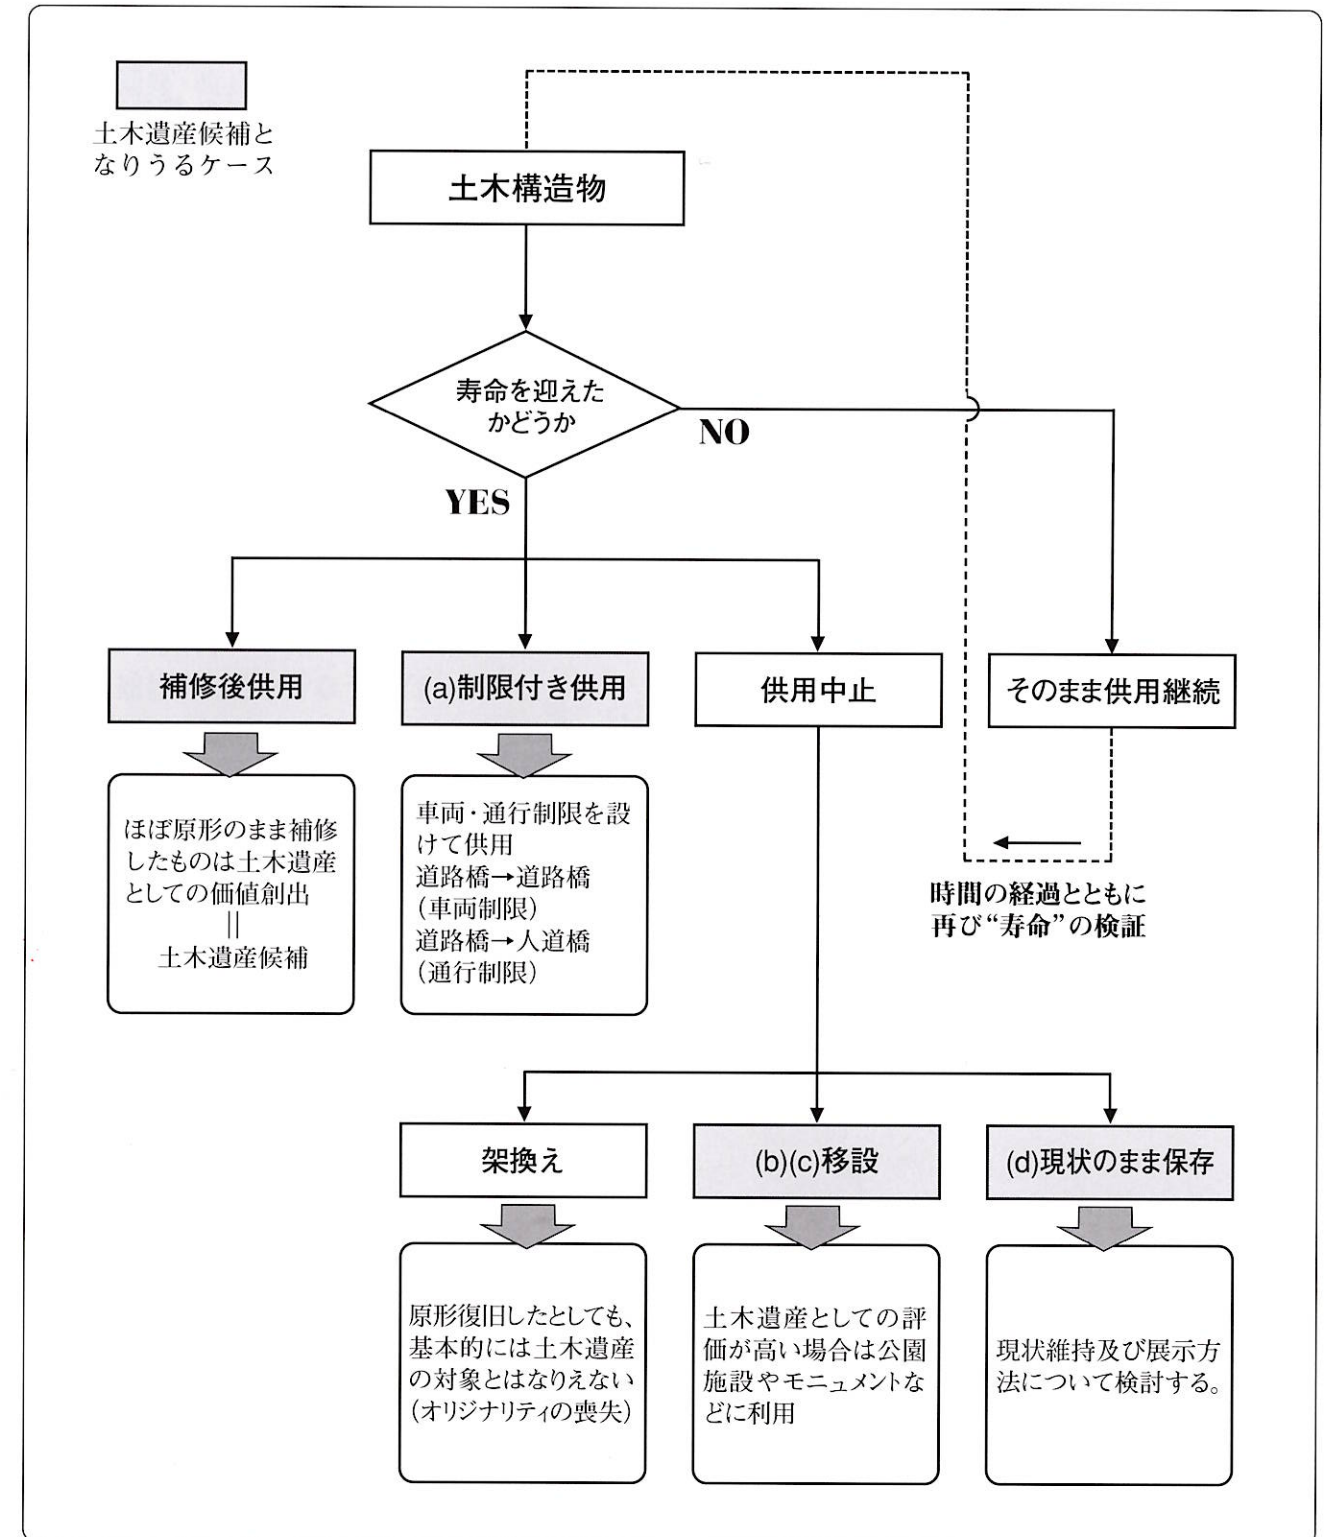 土木遺産候補と
なりうるケース
土木構造物
寿命を迎えた
かどうか
NO
YES
補修後供用
(a)制限付き供用
供用中止
そのまま供用継続
ほぼ原形のまま補修
したものは土木遺産
としての価値創出
||
土木遺産候補
車両・通行制限を設
けて供用
道路橋→道路橋
(車両制限)
道路橋→人道橋
(通行制限)
時間の経過とともに
再び“寿命”の検証
架換え
(b)(c)移設
(d)現状のまま保存
原形復旧したとしても、
基本的には土木遺産
の対象とはなりえない
(オリジナリティの喪失)
土木遺産としての評
価が高い場合は公園
施設やモニュメントな
どに利用
現状維持及び展示方
法について検討する。